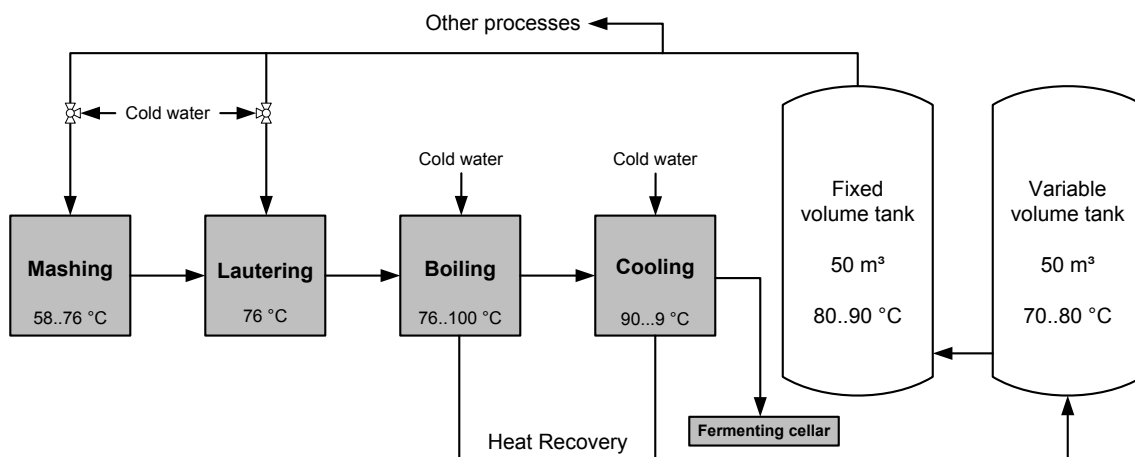 Other processes
Cold water
Cold water
Cold water
Mashing
58..76 °C
Lautering
76 °C
Boiling
76..100 °C
Cooling
90...9 °C
Fixed
volume tank
50 m³
80..90 °C
Variable
volume tank
50 m³
70..80 °C
Fermenting cellar
Heat Recovery